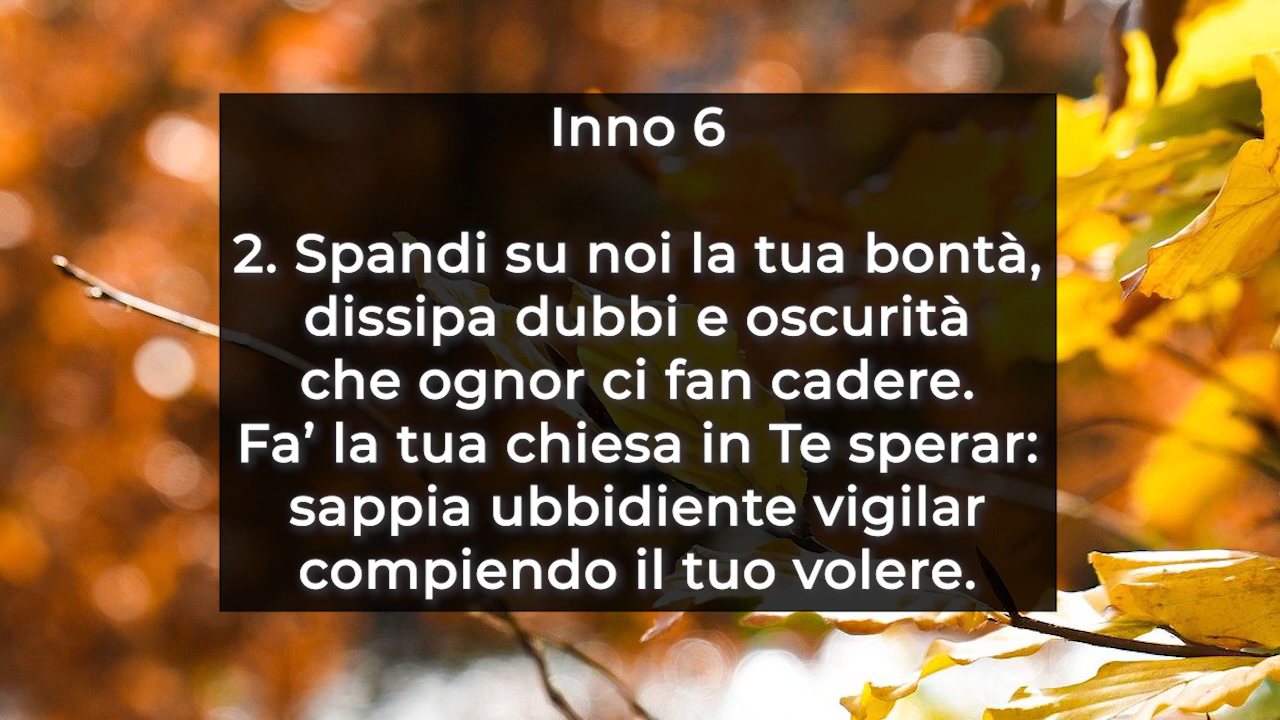 Inno 6
2. Spandi su noi la tua bontà,
dissipa dubbi e oscurità
che ognor ci fan cadere.
Fa’ la tua chiesa in Te sperar:
sappia ubbidiente vigilar
compiendo il tuo volere.